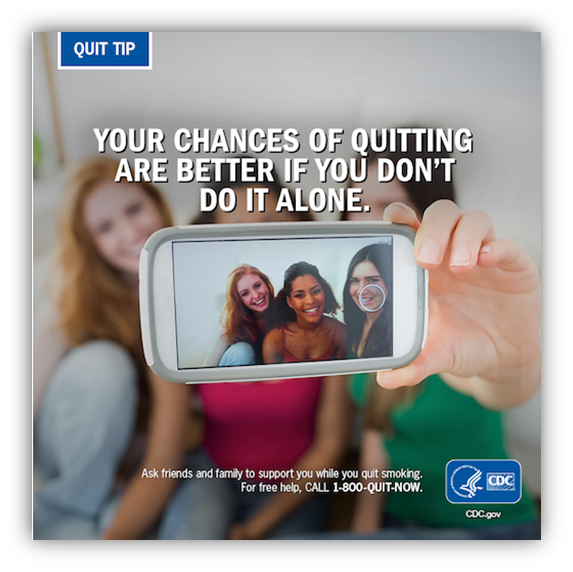 QUIT TIP
YOUR CHANCES OF QUITTING
ARE BETTER IF YOU DON'T
DO IT ALONE.
Ask friends and family to support you while you quit smoking.
For free help, CALL 1-800-QUIT-NOW.
CDC
CDC.gov